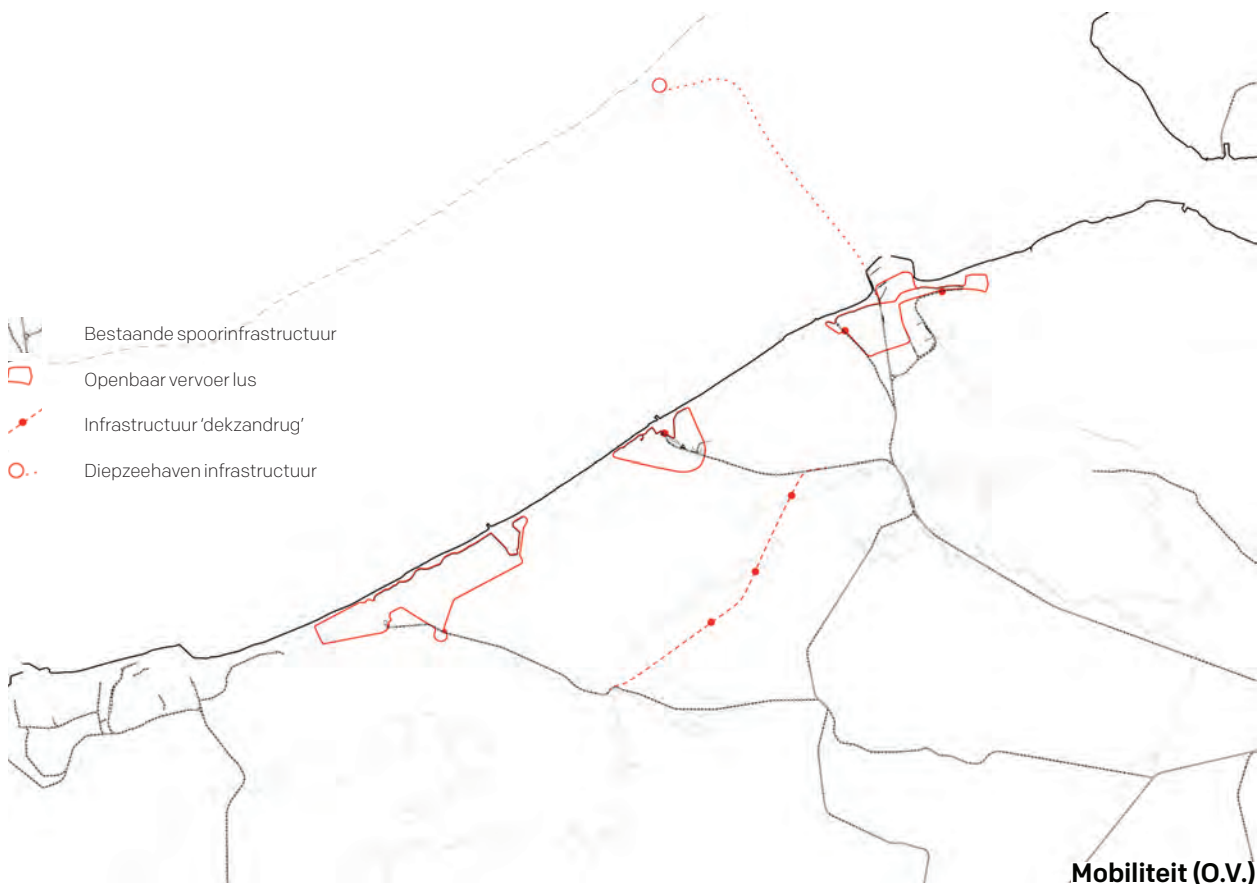 Bestaande spoorinfrastructuur
Openbaar vervoer lus
Infrastructuur 'dekzandrug'
Diepzeehaven infrastructuur
Mobiliteit (O.V.)